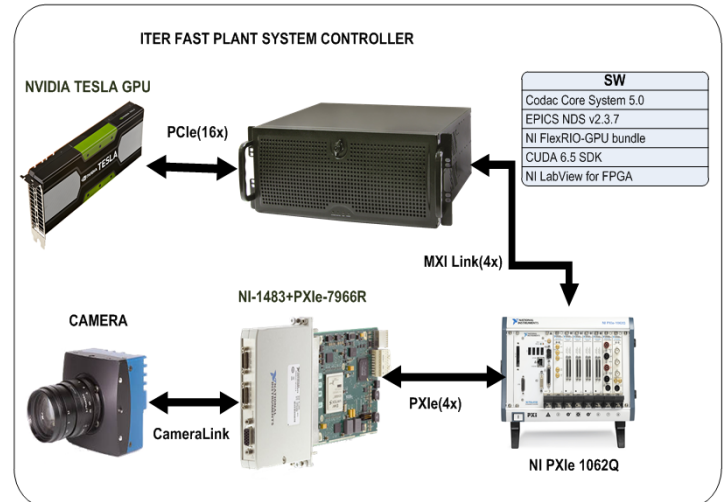 ITER FAST PLANT SYSTEM CONTROLLER
NVIDIA TESLA GPU
SW
Codac Core System 5.0
EPICS NDS v2.3.7
NI FlexRIO-GPU bundle
CUDA 6.5 SDK
NI LabView for FPGA
PCIe(16x)
TESLA
MXI Link(4x)
NI-1483+PXIe-7966R
CAMERA
CameraLink
PXIe(4x)
PXI
NI PXIe 1062Q